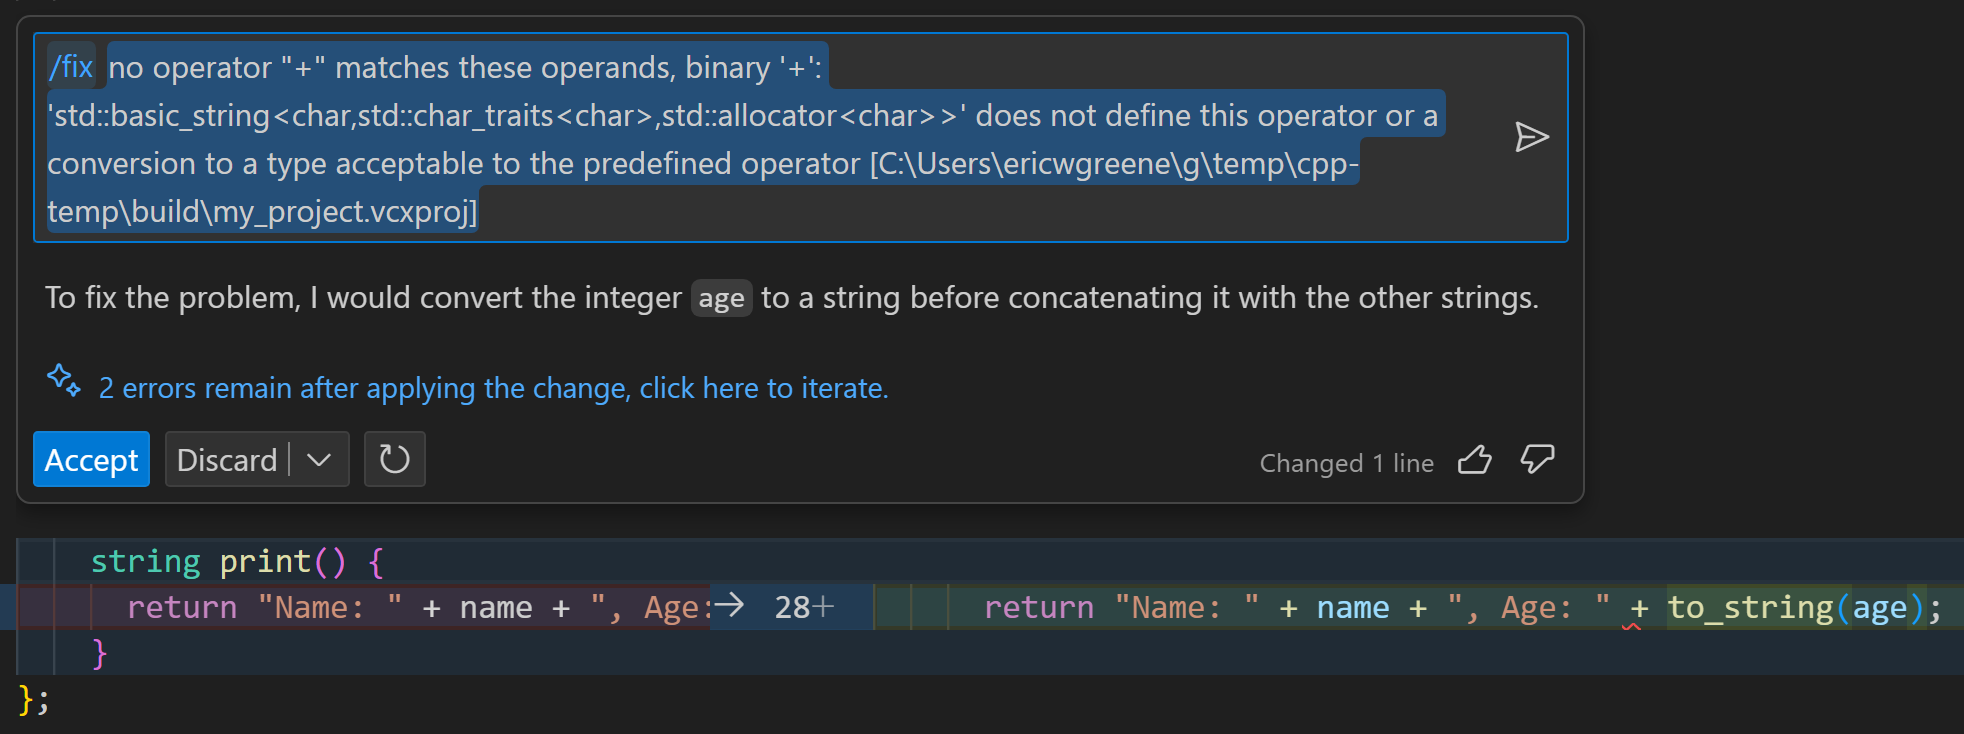 /fix no operator "+" matches these operands, binary '+':
'std::basic_string<char,std::char_traits<char>,std::allocator<char>>' does not define this operator or a
conversion to a type acceptable to the predefined operator [C:\Users\ericwgreene\g\temp\cpp-
temp\build\my_project.vcxproj]
To fix the problem, I would convert the integer age to a string before concatenating it with the other strings.
2 errors remain after applying the change, click here to iterate.
Accept Discard Changed 1 line
string print() {
return "Name: " + name + ", Age: → 28+ return "Name: " + name + ", Age: " + to_string(age);
}
};